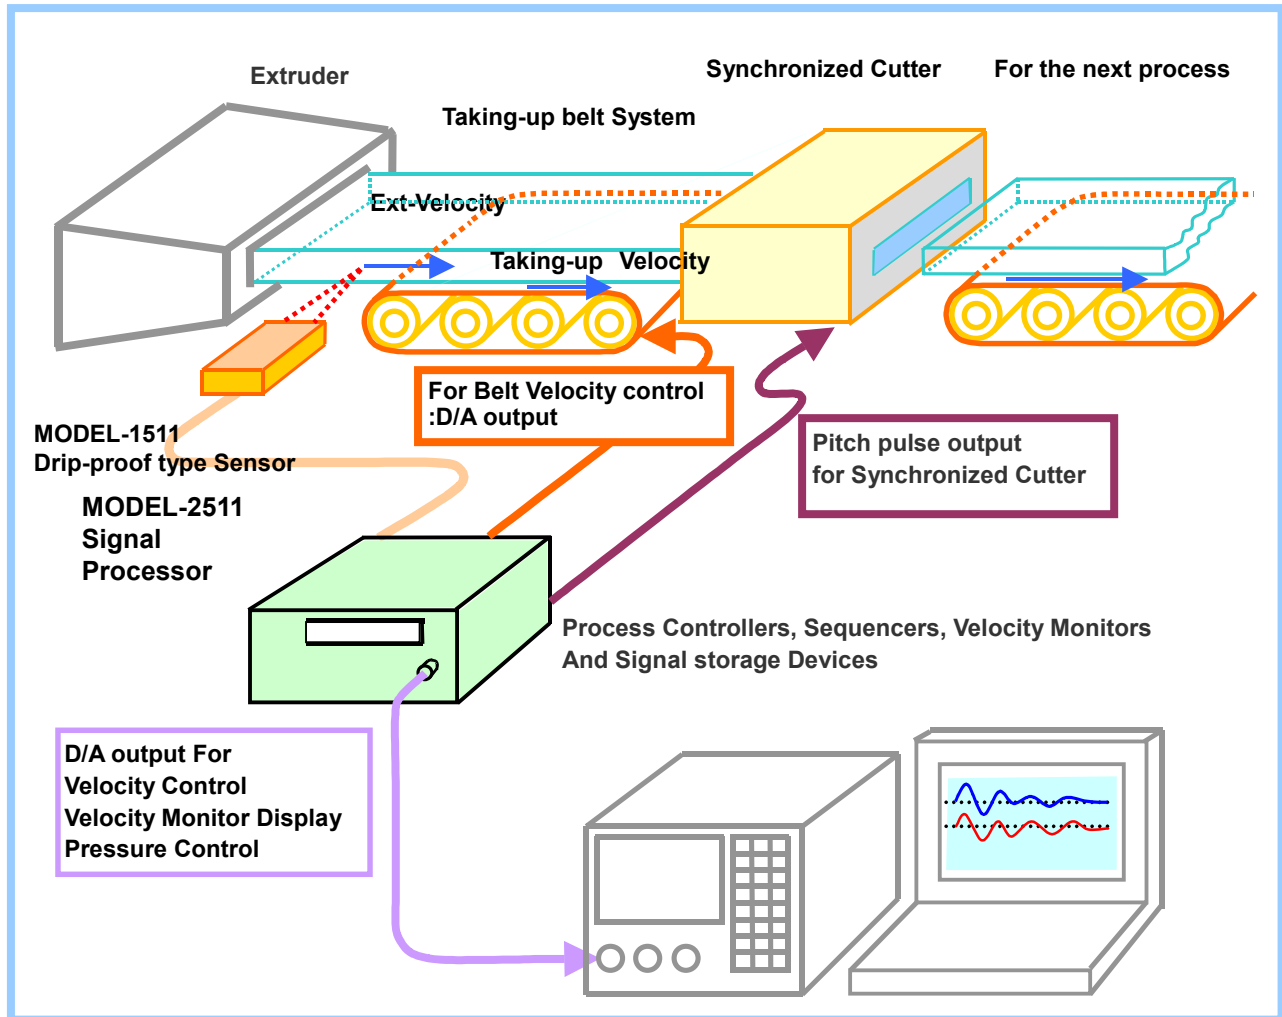 Extruder
Synchronized Cutter
For the next process
Taking-up belt System
Ext-Velocity
Taking-up Velocity
For Belt Velocity control
:D/A output
MODEL-1511
Drip-proof type Sensor
Pitch pulse output
for Synchronized Cutter
MODEL-2511
Signal
Processor
Process Controllers, Sequencers, Velocity Monitors
And Signal storage Devices
D/A output For
Velocity Control
Velocity Monitor Display
Pressure Control